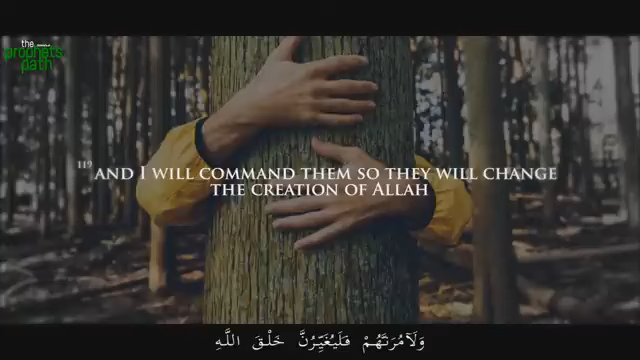 the
prophets
path
119 AND I WILL COMMAND THEM SO THEY WILL CHANGE
THE CREATION OF ALLAH
وَلَآمُرَنَّهُمْ فَلَيُغَيِّرُنَّ خَلْقَ اللَّهِ